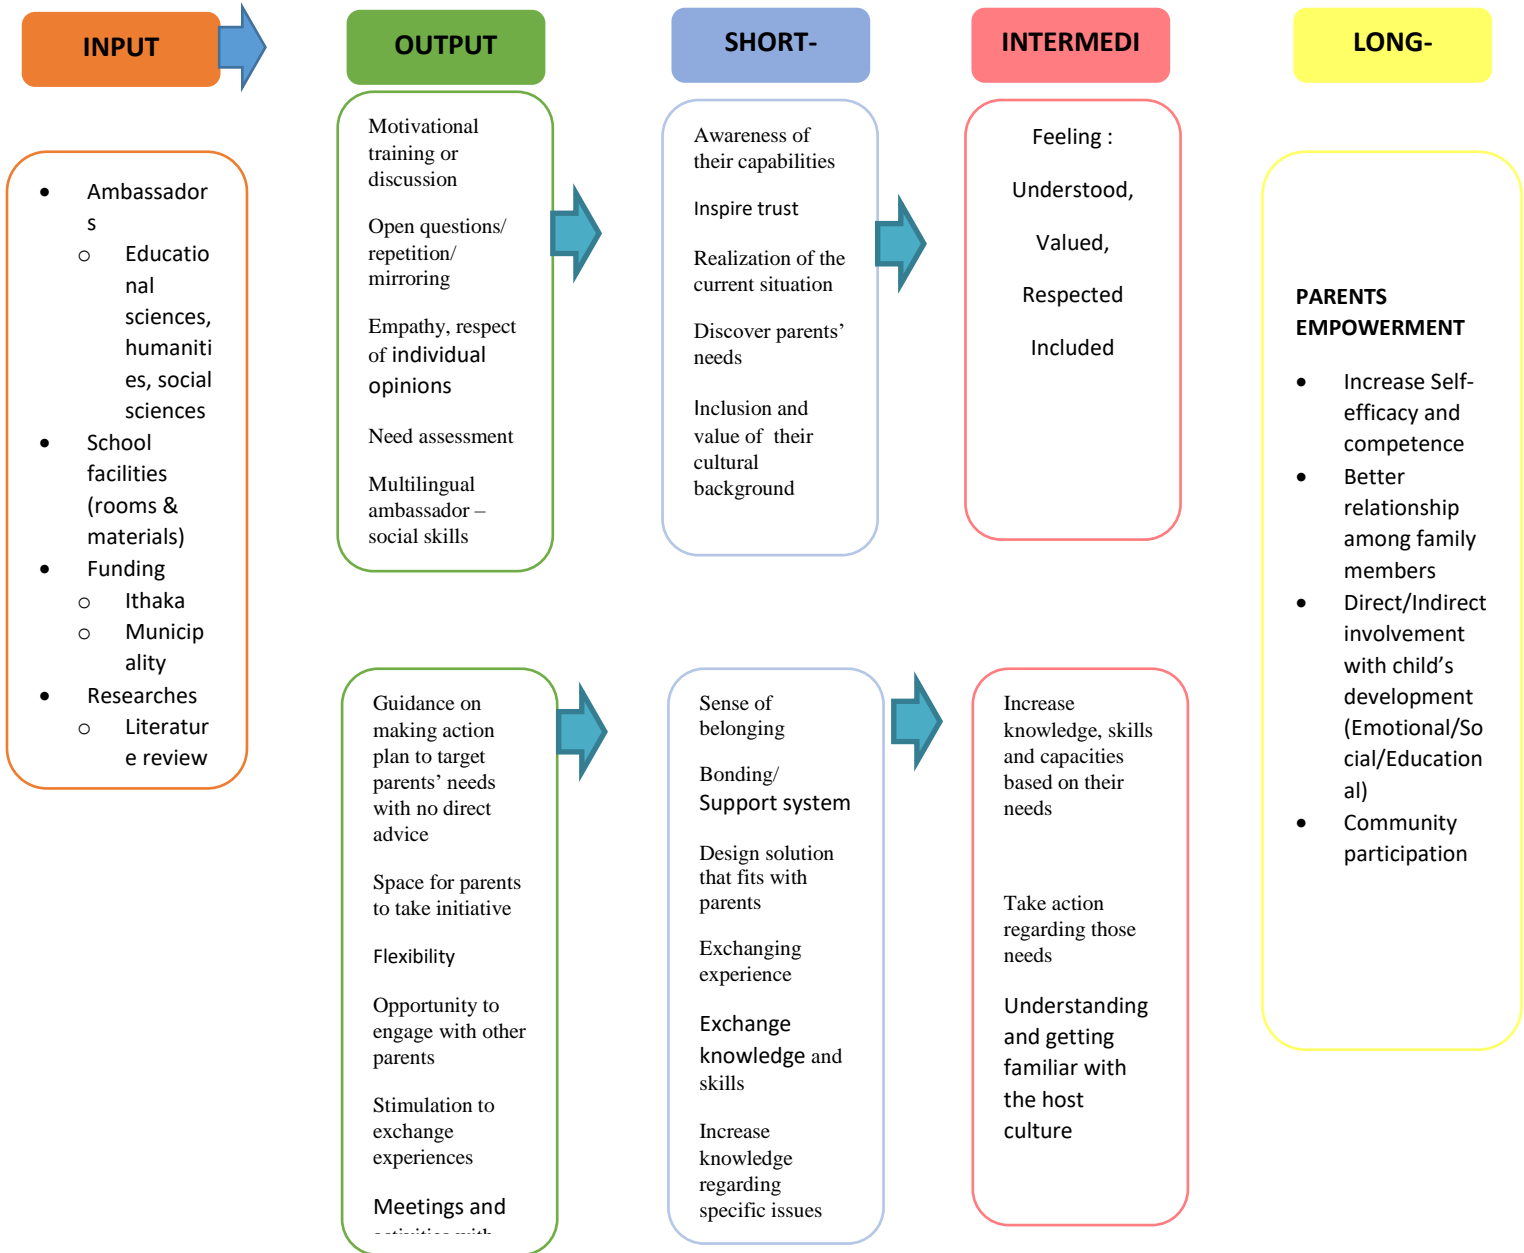 INPUT
OUTPUT
SHORT-
INTERMEDI
LONG-
Ambassador
s
Educatio
nal
sciences,
humaniti
es, social
sciences
School
facilities
(rooms &
materials)
Funding
Ithaka
Municip
ality
Researches
Literatur
e review
Motivational
training or
discussion
Open questions/
repetition/
mirroring
Empathy, respect
of individual
opinions
Need assessment
Multilingual
ambassador –
social skills
Awareness of
their capabilities
Inspire trust
Realization of the
current situation
Discover parents’
needs
Inclusion and
value of their
cultural
background
Feeling :
Understood,
Valued,
Respected
Included
PARENTS
EMPOWERMENT
Increase Self-
efficacy and
competence
Better
relationship
among family
members
Direct/Indirect
involvement
with child’s
development
(Emotional/So
cial/Education
al)
Community
participation
Guidance on
making action
plan to target
parents’ needs
with no direct
advice
Space for parents
to take initiative
Flexibility
Opportunity to
engage with other
parents
Stimulation to
exchange
experiences
Meetings and
Sense of
belonging
Bonding/
Support system
Design solution
that fits with
parents
Exchanging
experience
Exchange
knowledge and
skills
Increase
knowledge
regarding
specific issues
Increase
knowledge, skills
and capacities
based on their
needs
Take action
regarding those
needs
Understanding
and getting
familiar with
the host
culture